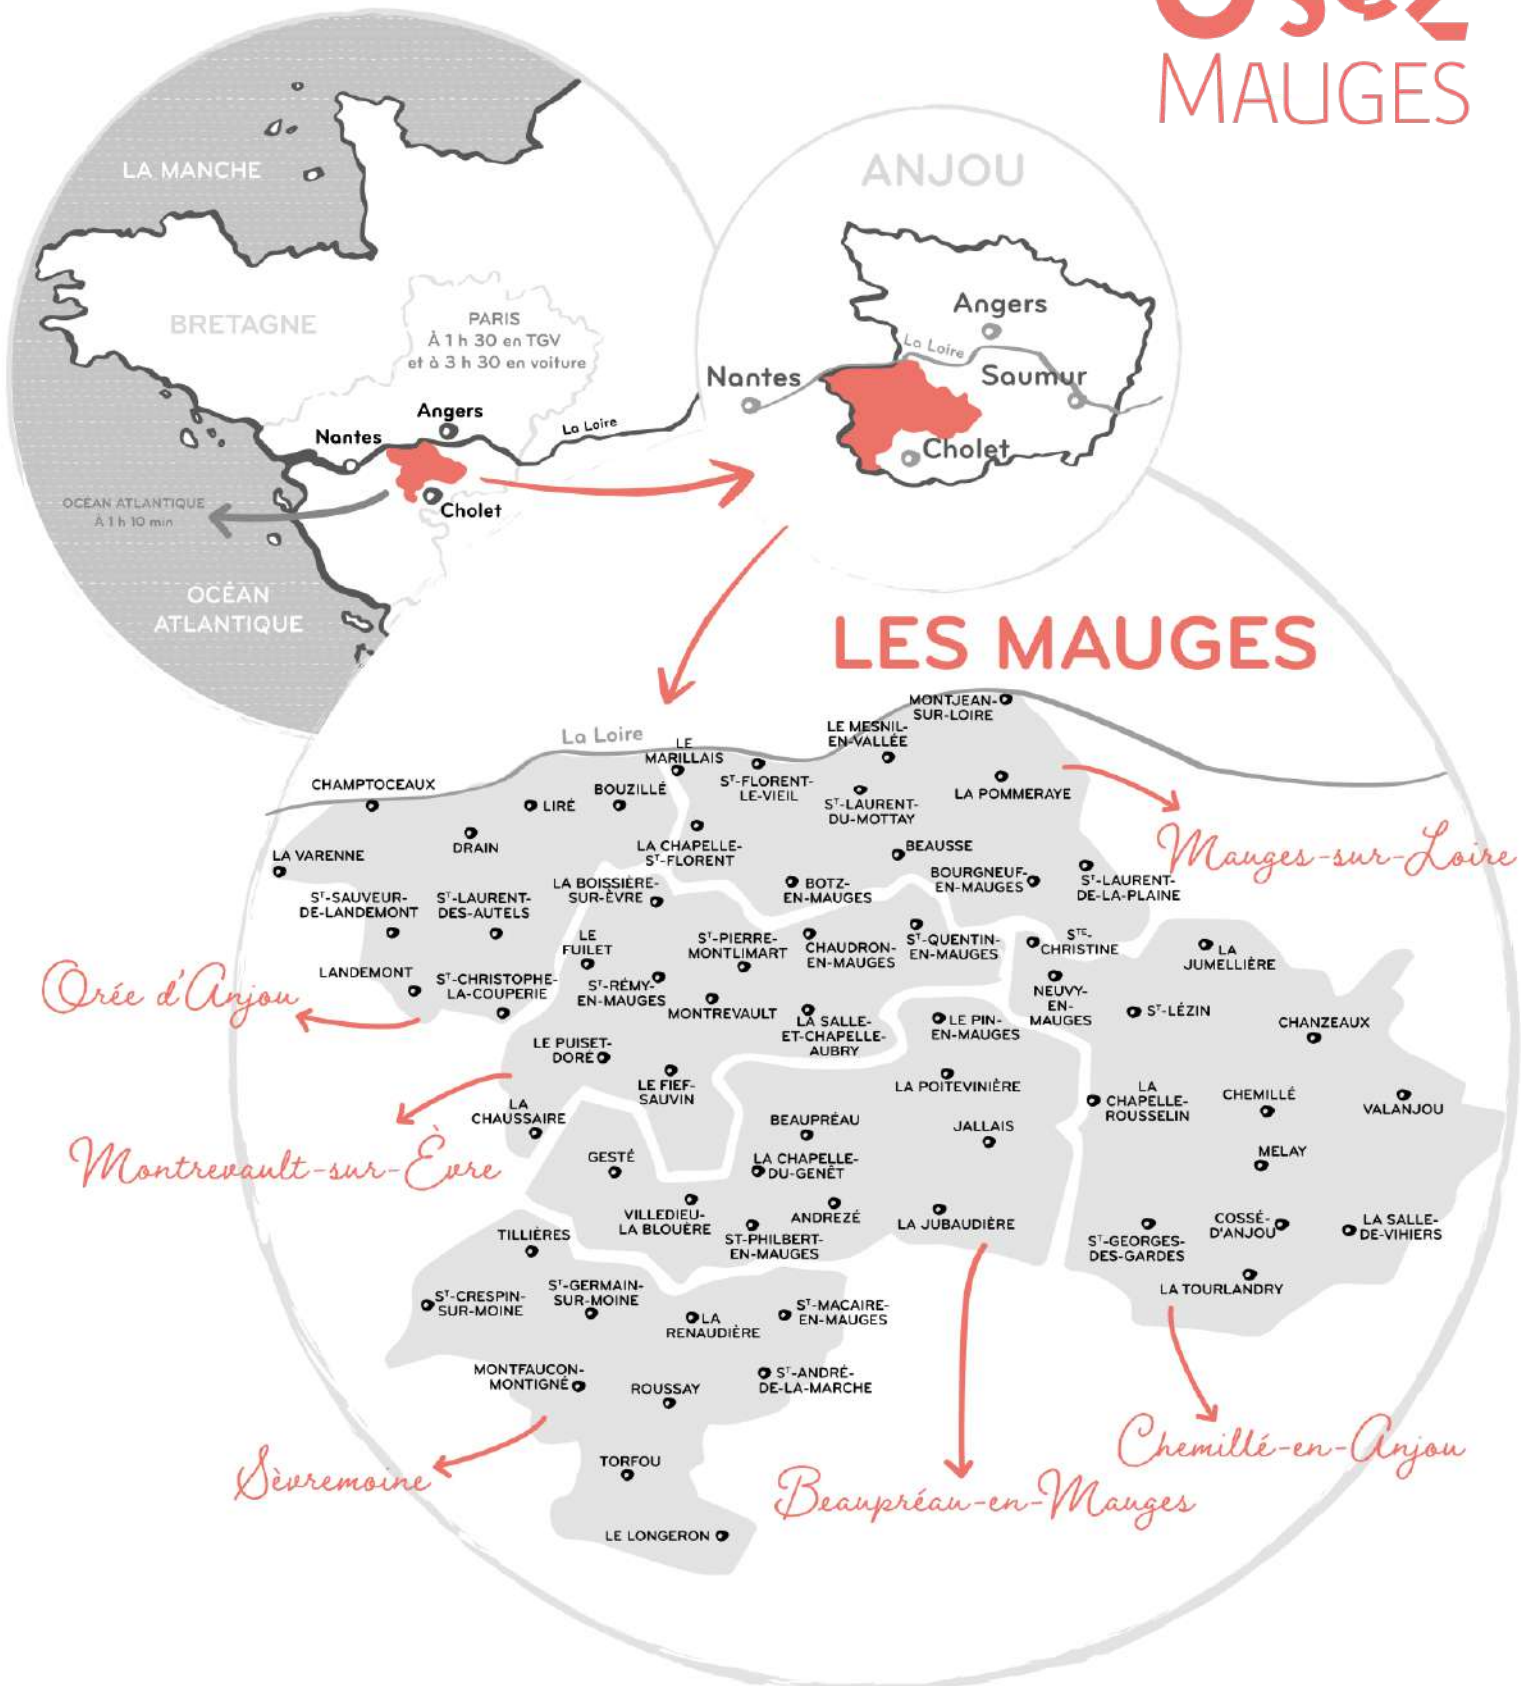 Osez
MAUGES
LA MANCHE
BRETAGNE
PARIS
À 1 h 30 en TGV
et à 3 h 30 en voiture
Angers
Nantes
La Loire
Cholet
OCÉAN ATLANTIQUE
À 1 h 10 min
OCÉAN
ATLANTIQUE
ANJOU
Angers
La Loire
Nantes
Saumur
Cholet
LES MAUGES
La Loire
MONTJEAN-
SUR-LOIRE
LE MESNIL-
EN-VALLÉE
LE
MARILLAIS
ST-FLORENT-
LE-VIEIL
ST-LAURENT-
DU-MOTTAY
LA POMMERAYE
CHAMPTOCEAUX
LIRÉ
BOUZILLÉ
DRAIN
LA CHAPELLE-
ST-FLORENT
BEAUSSE
LA VARENNE
BOURGNEUF-
EN-MAUGES
ST-LAURENT-
DE-LA-PLAINE
Mauges-sur-Loire
ST-SAUVEUR-
DE-LANDEMONT
ST-LAURENT-
DES-AUTELS
LA BOISSIÈRE-
SUR-ÈVRE
BOTZ-
EN-MAUGES
LE
FUILET
ST-PIERRE-
MONTLIMART
CHAUDRON-
EN-MAUGES
ST-QUENTIN-
EN-MAUGES
STE-
CHRISTINE
LA
JUMELLIÈRE
LANDEMONT
ST-CHRISTOPHE-
LA-COUPERIE
ST-RÉMY-
EN-MAUGES
MONTREVAULT
LA SALLE-
ET-CHAPELLE-
AUBRY
LE PIN-
EN-MAUGES
NEUVY-
EN-
MAUGES
ST-LÉZIN
CHANZEAUX
Orée d'Anjou
LE PUISET-
DORÉ
LE FIEF-
SAUVIN
LA POITEVINIÈRE
LA
CHAPELLE-
ROUSSELIN
CHEMILLÉ
VALANJOU
LA
CHAUSSAIRE
BEAUPRÉAU
JALLAIS
Montrevault-sur-Èvre
GESTÉ
LA CHAPELLE-
DU-GENÊT
MELAY
VILLEDIEU-
LA BLOUÈRE
ANDREZÉ
LA JUBAUDIÈRE
ST-PHILBERT-
EN-MAUGES
ST-GEORGES-
DES-GARDES
COSSÉ-
D'ANJOU
LA SALLE-
DE-VIHIERS
TILLIÈRES
LA TOURLANDRY
ST-CRESPIN-
SUR-MOINE
ST-GERMAIN-
SUR-MOINE
LA
RENAUDIÈRE
ST-MACAIRE-
EN-MAUGES
MONTFAUCON-
MONTIGNÉ
ROUSSAY
ST-ANDRÉ-
DE-LA-MARCHE
Chemillé-en-Anjou
Sèvremoine
TORFOU
Beaupréau-en-Mauges
LE LONGERON